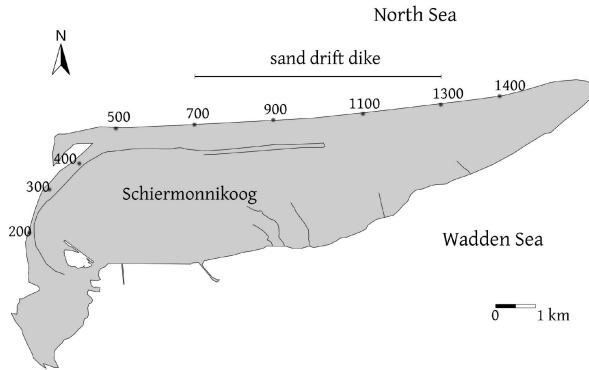 North Sea
N
sand drift dike
500 700 900 1100 1300 1400
400
300
Schiermonnikoog
200
Wadden Sea
0 1 km